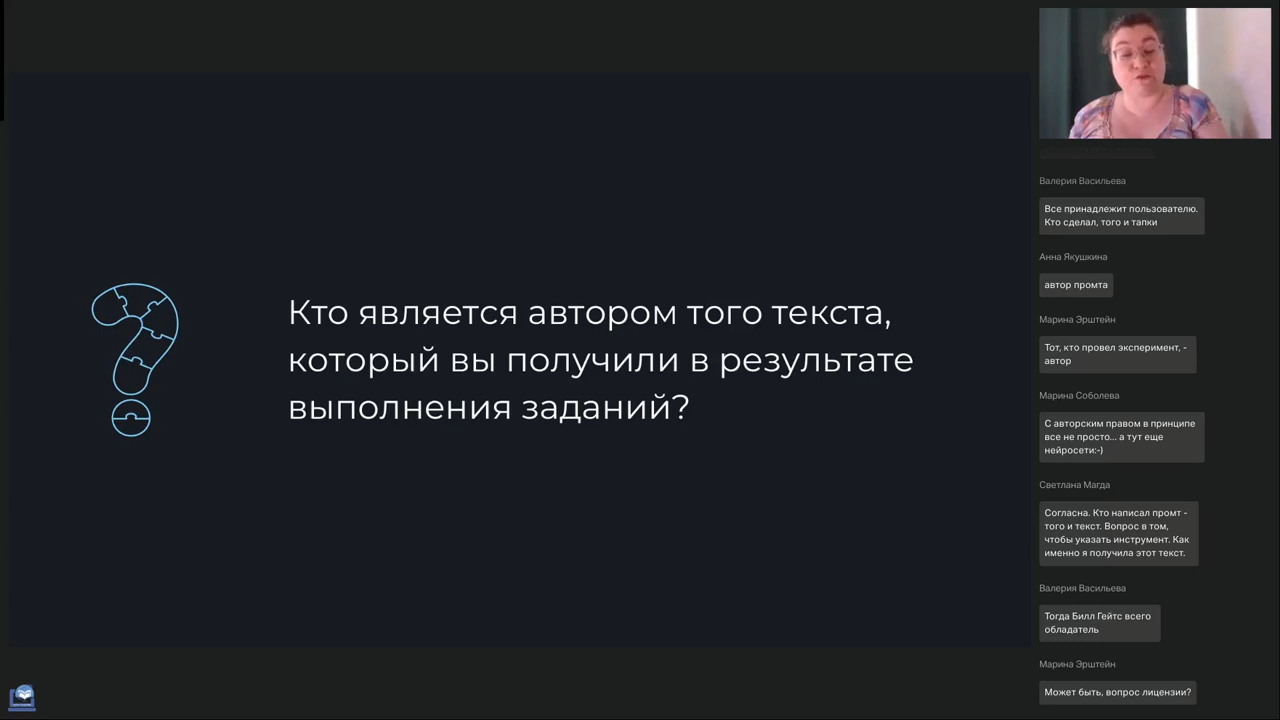 Кто является автором того текста,
который вы получили в результате
выполнения заданий?
Валерия Васильева
Все принадлежит пользователю.
Кто сделал, того и тапки
Анна Якушкина
автор промта
Марина Эрштейн
Тот, кто провел эксперимент, -
автор
Марина Соболева
С авторским правом в принципе
все не просто... а тут еще
нейросети:-)
Светлана Магда
Согласна. Кто написал промт -
того и текст. Вопрос в том,
чтобы указать инструмент. Как
именно я получила этот текст.
Валерия Васильева
Тогда Билл Гейтс всего
обладатель
Марина Эрштейн
Может быть, вопрос лицензии?